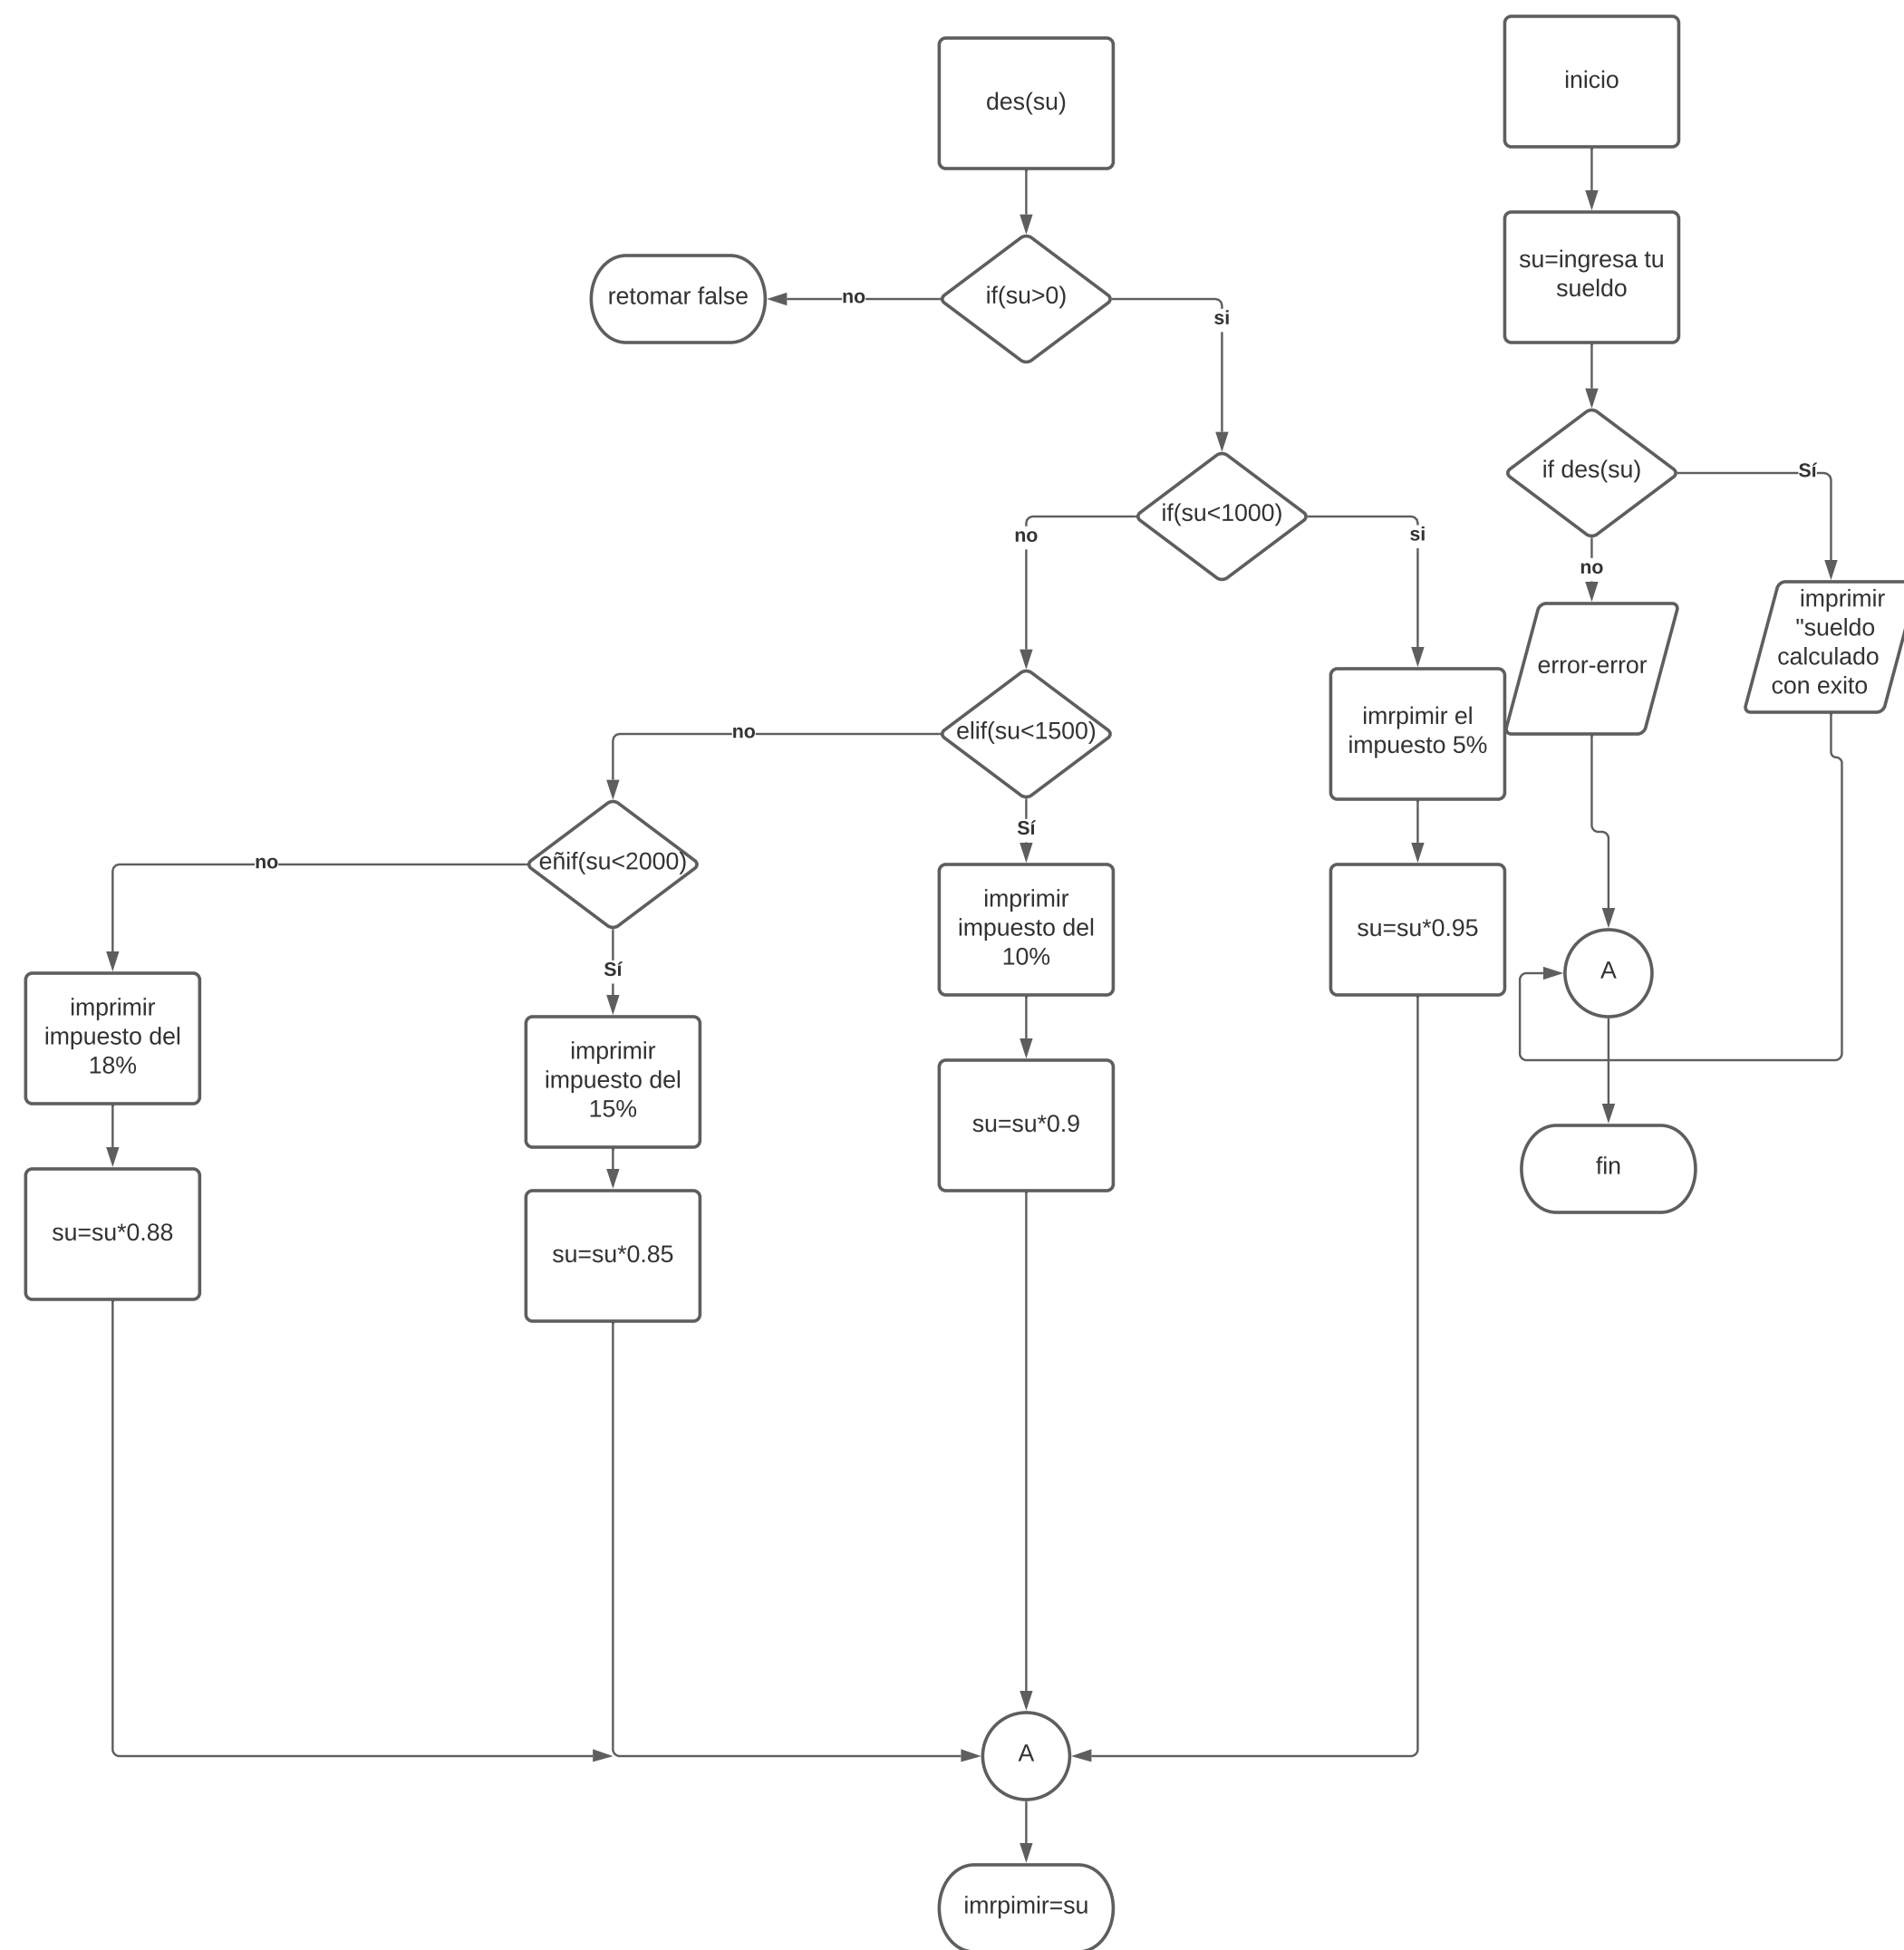 des(su)
if(su>0)
no
retomar false
si
if(su<1000)
no
si
elif(su<1500)
no
Sí
eñif(su<2000)
no
Sí
imprimir
impuesto del
18%
su=su*0.88
imprimir
impuesto del
15%
su=su*0.85
imprimir
impuesto del
10%
su=su*0.9
imrpimir el
impuesto 5%
su=su*0.95
A
imrpimir=su
inicio
su=ingresa tu
sueldo
if des(su)
Sí
no
error-error
imprimir
"sueldo
calculado
con exito
A
fin